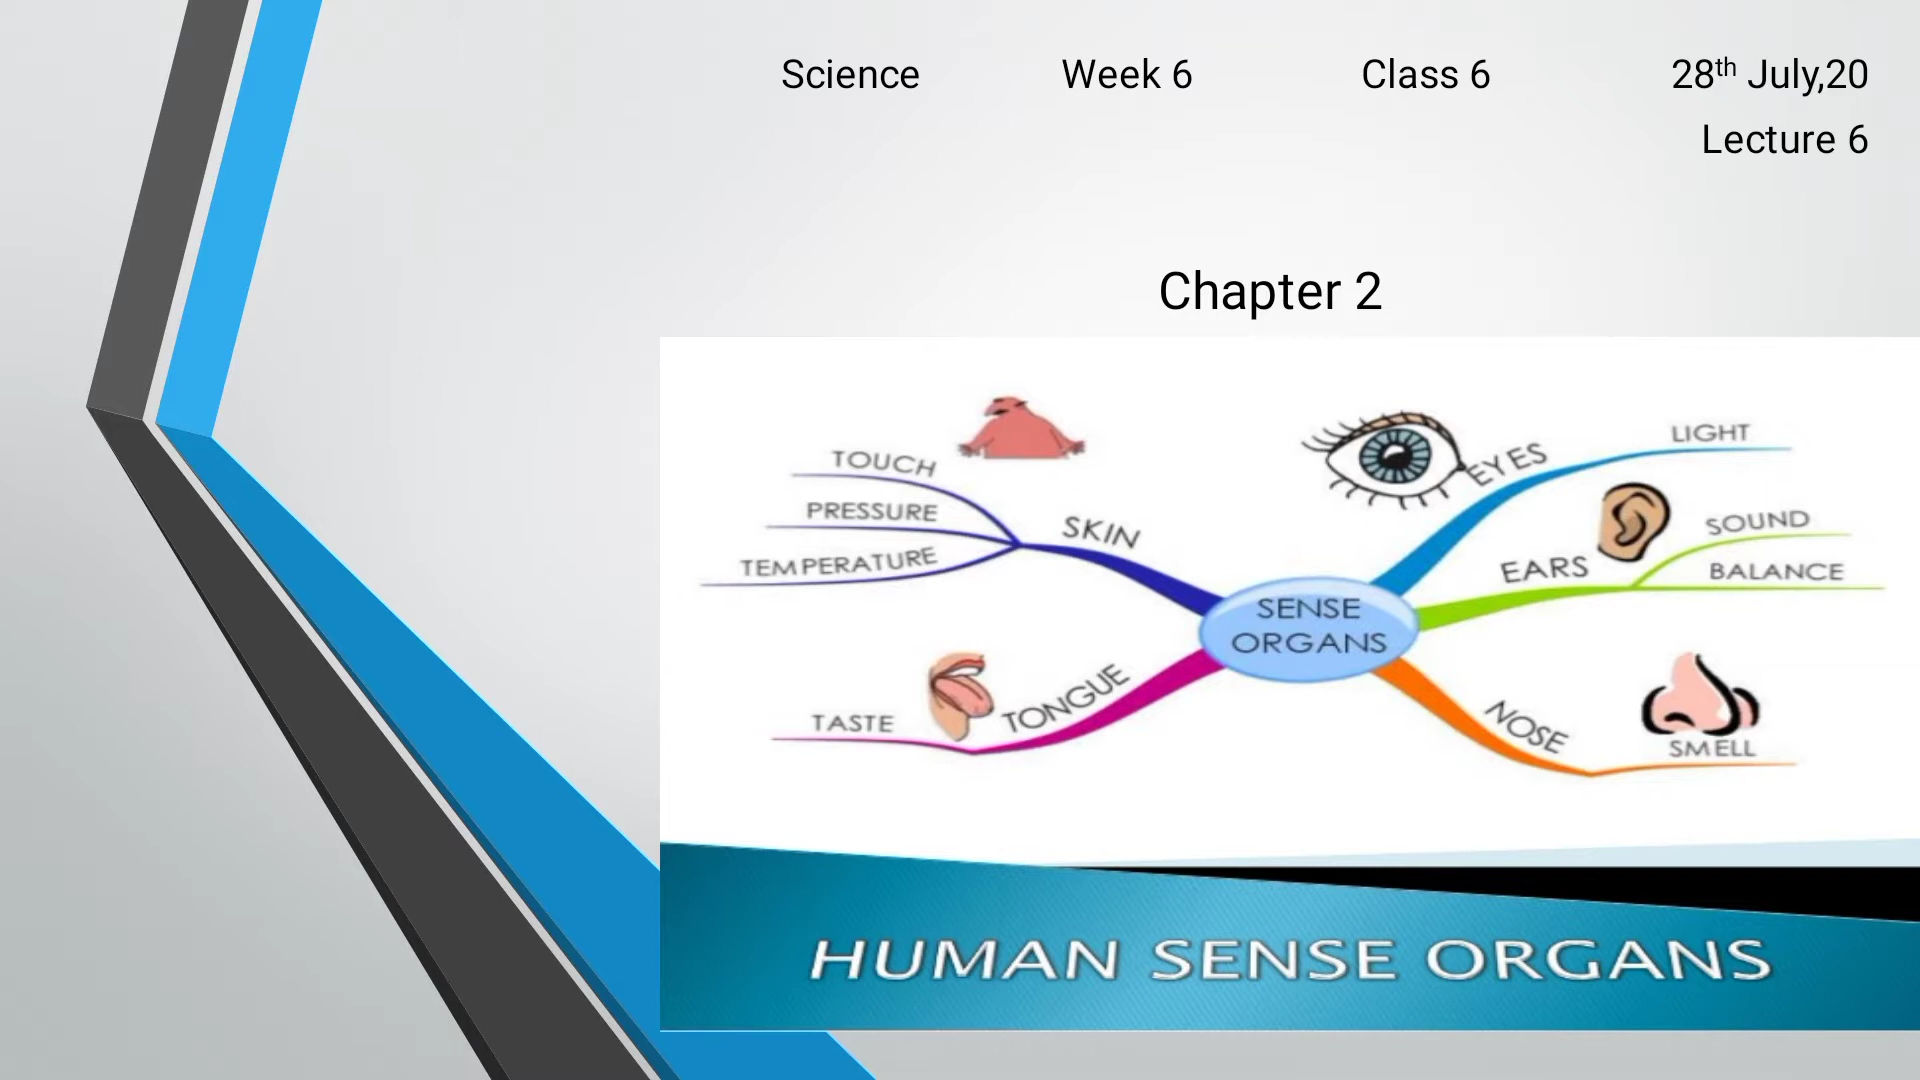 Science Week 6 Class 6 28th July,20
Lecture 6
Chapter 2
TOUCH
PRESSURE
TEMPERATURE
SKIN
TASTE
TONGUE
SENSE
ORGANS
EYES
LIGHT
EARS
SOUND
BALANCE
NOSE
SMELL
HUMAN SENSE ORGANS